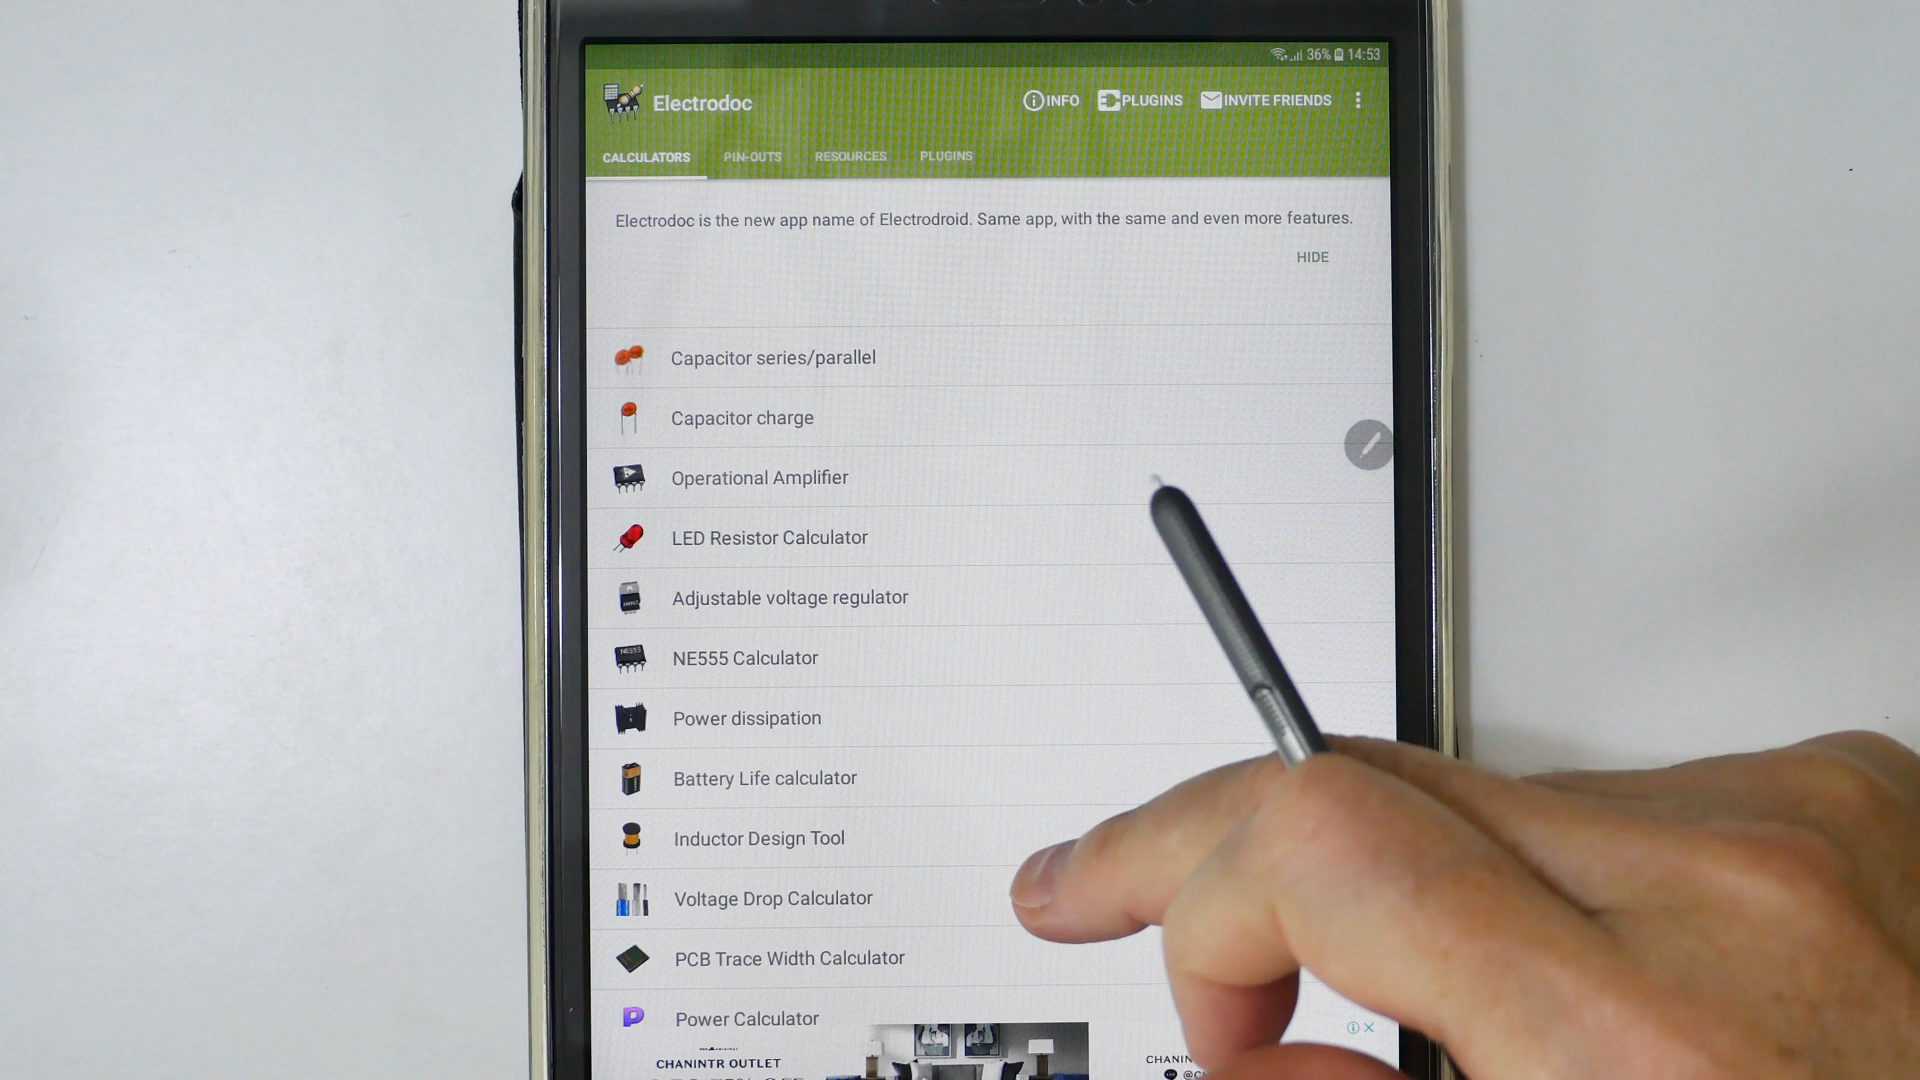 36% 14:53
Electrodoc
INFO PLUGINS INVITE FRIENDS
CALCULATORS PIN-OUTS RESOURCES PLUGINS
Electrodoc is the new app name of Electrodroid. Same app, with the same and even more features.
HIDE
Capacitor series/parallel
Capacitor charge
Operational Amplifier
LED Resistor Calculator
Adjustable voltage regulator
NE555
NE555 Calculator
Power dissipation
Battery Life calculator
Inductor Design Tool
Voltage Drop Calculator
PCB Trace Width Calculator
P
Power Calculator
CHANINTR OUTLET
CHANIN